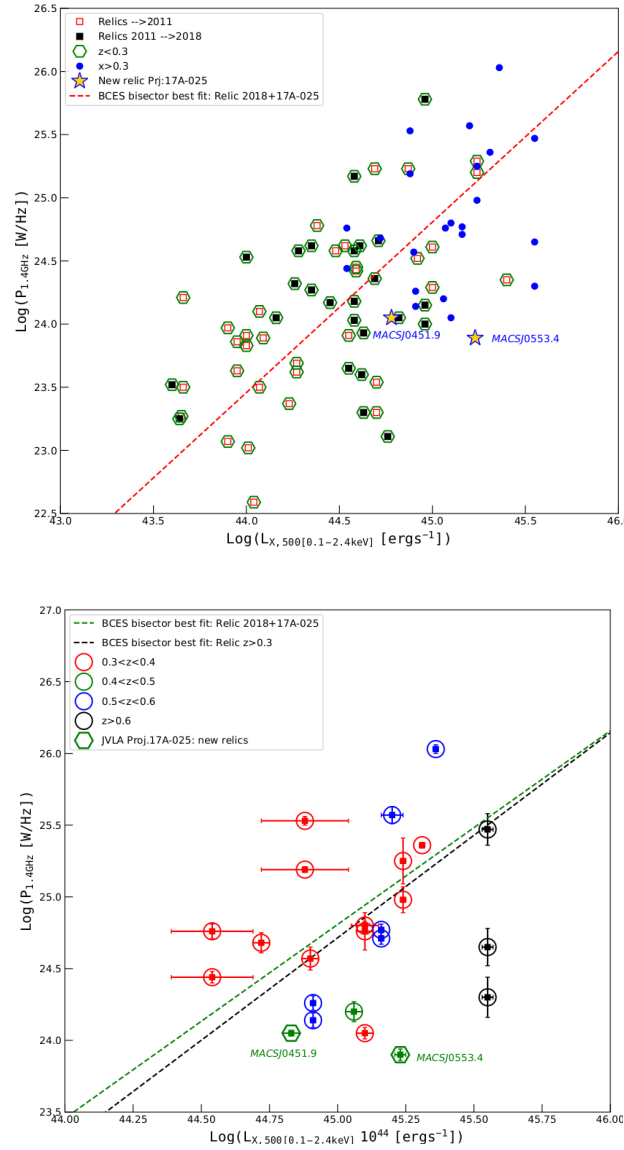 26.5
26.0
25.5
25.0
24.5
24.0
23.5
23.0
22.5
Log(P1.4GHz [W/Hz])
Relics -->2011
Relics 2011 -->2018
z<0.3
x>0.3
New relic Prj:17A-025
BCES bisector best fit: Relic 2018+17A-025
MACSJ0451.9
MACSJ0553.4
43.0 43.5 44.0 44.5 45.0 45.5 46.0
Log(LX,500[0.1−2.4keV] [ergs−1])
27.0
26.5
26.0
25.5
25.0
24.5
24.0
23.5
Log(P1.4GHz [W/Hz])
BCES bisector best fit: Relic 2018+17A-025
BCES bisector best fit: Relic z>0.3
0.3<z<0.4
0.4<z<0.5
0.5<z<0.6
z>0.6
JVLA Proj.17A-025: new relics
MACSJ0451.9
MACSJ0553.4
44.00 44.25 44.50 44.75 45.00 45.25 45.50 45.75 46.00
Log(LX,500[0.1−2.4keV] 10^44 [ergs−1])